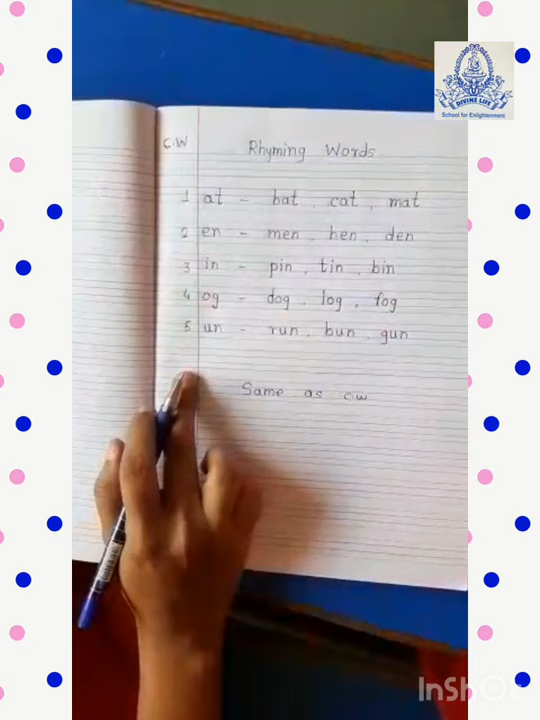 DIVINE LIFE
School for Enlightenment
C.W Rhyming Words
1 at - bat, cat, mat
2 en - men, hen, den
3 in - pin, tin, bin
4 og - dog, log, fog
5 un - run, bun, gun
Same as cw
InShOt